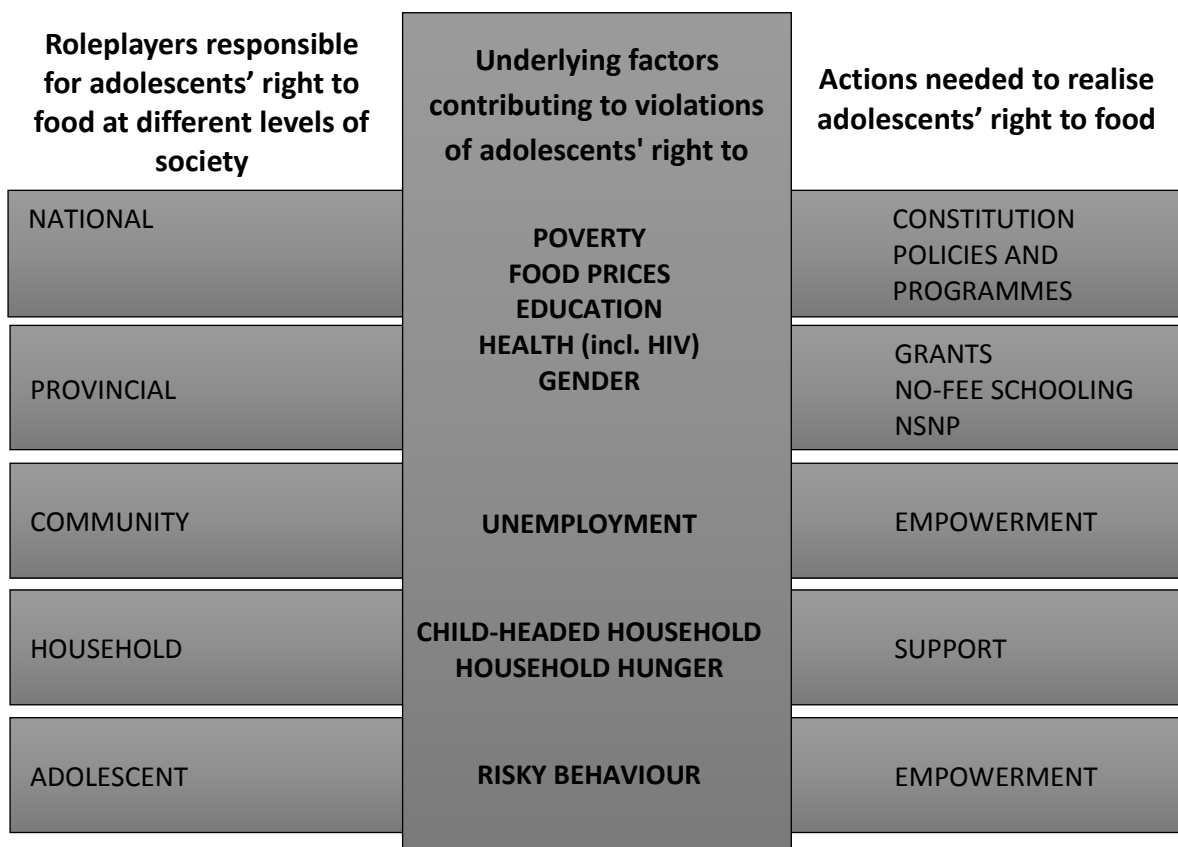 Roleplayers responsible
for adolescents’ right to
food at different levels of
society
Underlying factors
contributing to violations
of adolescents' right to
Actions needed to realise
adolescents’ right to food
NATIONAL
POVERTY
FOOD PRICES
EDUCATION
HEALTH (incl. HIV)
GENDER
CONSTITUTION
POLICIES AND
PROGRAMMES
PROVINCIAL
GRANTS
NO-FEE SCHOOLING
NSNP
COMMUNITY
UNEMPLOYMENT
EMPOWERMENT
HOUSEHOLD
CHILD-HEADED HOUSEHOLD
HOUSEHOLD HUNGER
SUPPORT
ADOLESCENT
RISKY BEHAVIOUR
EMPOWERMENT